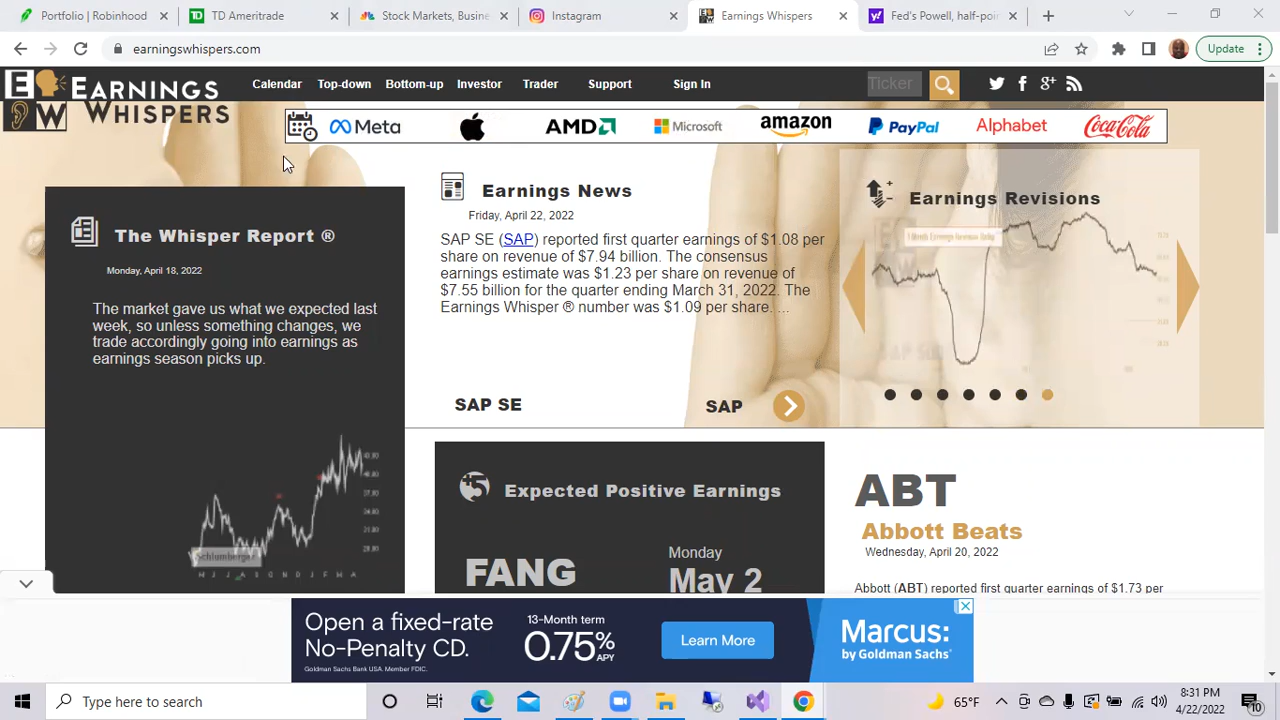 Portfolio | Robinhood
TD Ameritrade
Stock Markets, Busine
Instagram
Earnings Whispers
Fed's Powell, half-poi
earningswhispers.com
Update
EARNINGS
WHISPERS
E
W
Calendar
Top-down
Bottom-up
Investor
Trader
Support
Sign In
Ticker
Meta
AMD
Microsoft
amazon
PayPal
Alphabet
Coca-Cola
The Whisper Report ®
Monday, April 18, 2022
The market gave us what we expected last
week, so unless something changes, we
trade accordingly going into earnings as
earnings season picks up.
Schlumberger
M J J A S O N D J F M A
Earnings News
Friday, April 22, 2022
SAP SE (SAP) reported first quarter earnings of $1.08 per
share on revenue of $7.94 billion. The consensus
earnings estimate was $1.23 per share on revenue of
$7.55 billion for the quarter ending March 31, 2022. The
Earnings Whisper ® number was $1.09 per share. ...
SAP SE
SAP
Earnings Revisions
Expected Positive Earnings
FANG
Monday
May 2
ABT
Abbott Beats
Wednesday, April 20, 2022
Abbott (ABT) reported first quarter earnings of $1.73 per
Open a fixed-rate
No-Penalty CD.
Goldman Sachs Bank USA. Member FDIC.
13-Month term
0.75% APY
Learn More
Marcus:
by Goldman Sachs®
Type here to search
65°F
8:31 PM
4/22/2022
10